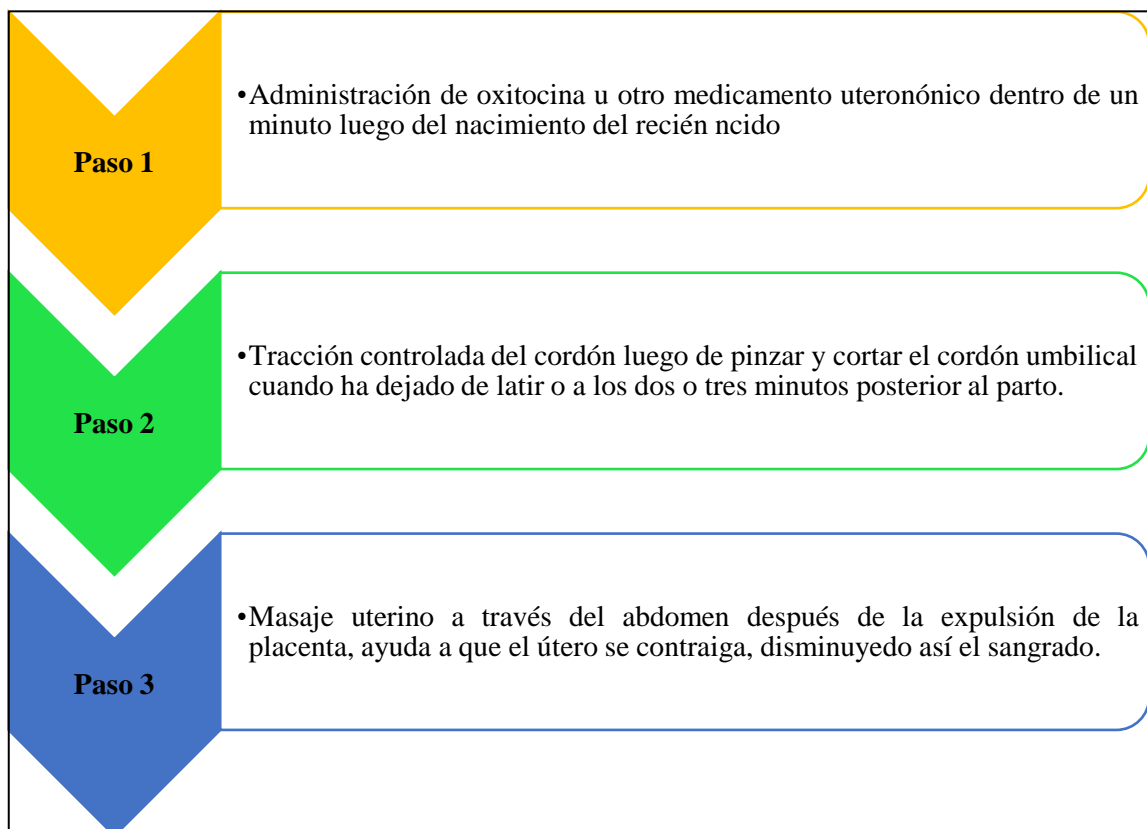 Paso 1
•Administración de oxitocina u otro medicamento uteronónico dentro de un
minuto luego del nacimiento del recién ncido
Paso 2
•Tracción controlada del cordón luego de pinzar y cortar el cordón umbilical
cuando ha dejado de latir o a los dos o tres minutos posterior al parto.
Paso 3
•Masaje uterino a través del abdomen después de la expulsión de la
placenta, ayuda a que el útero se contraiga, disminuyedo así el sangrado.